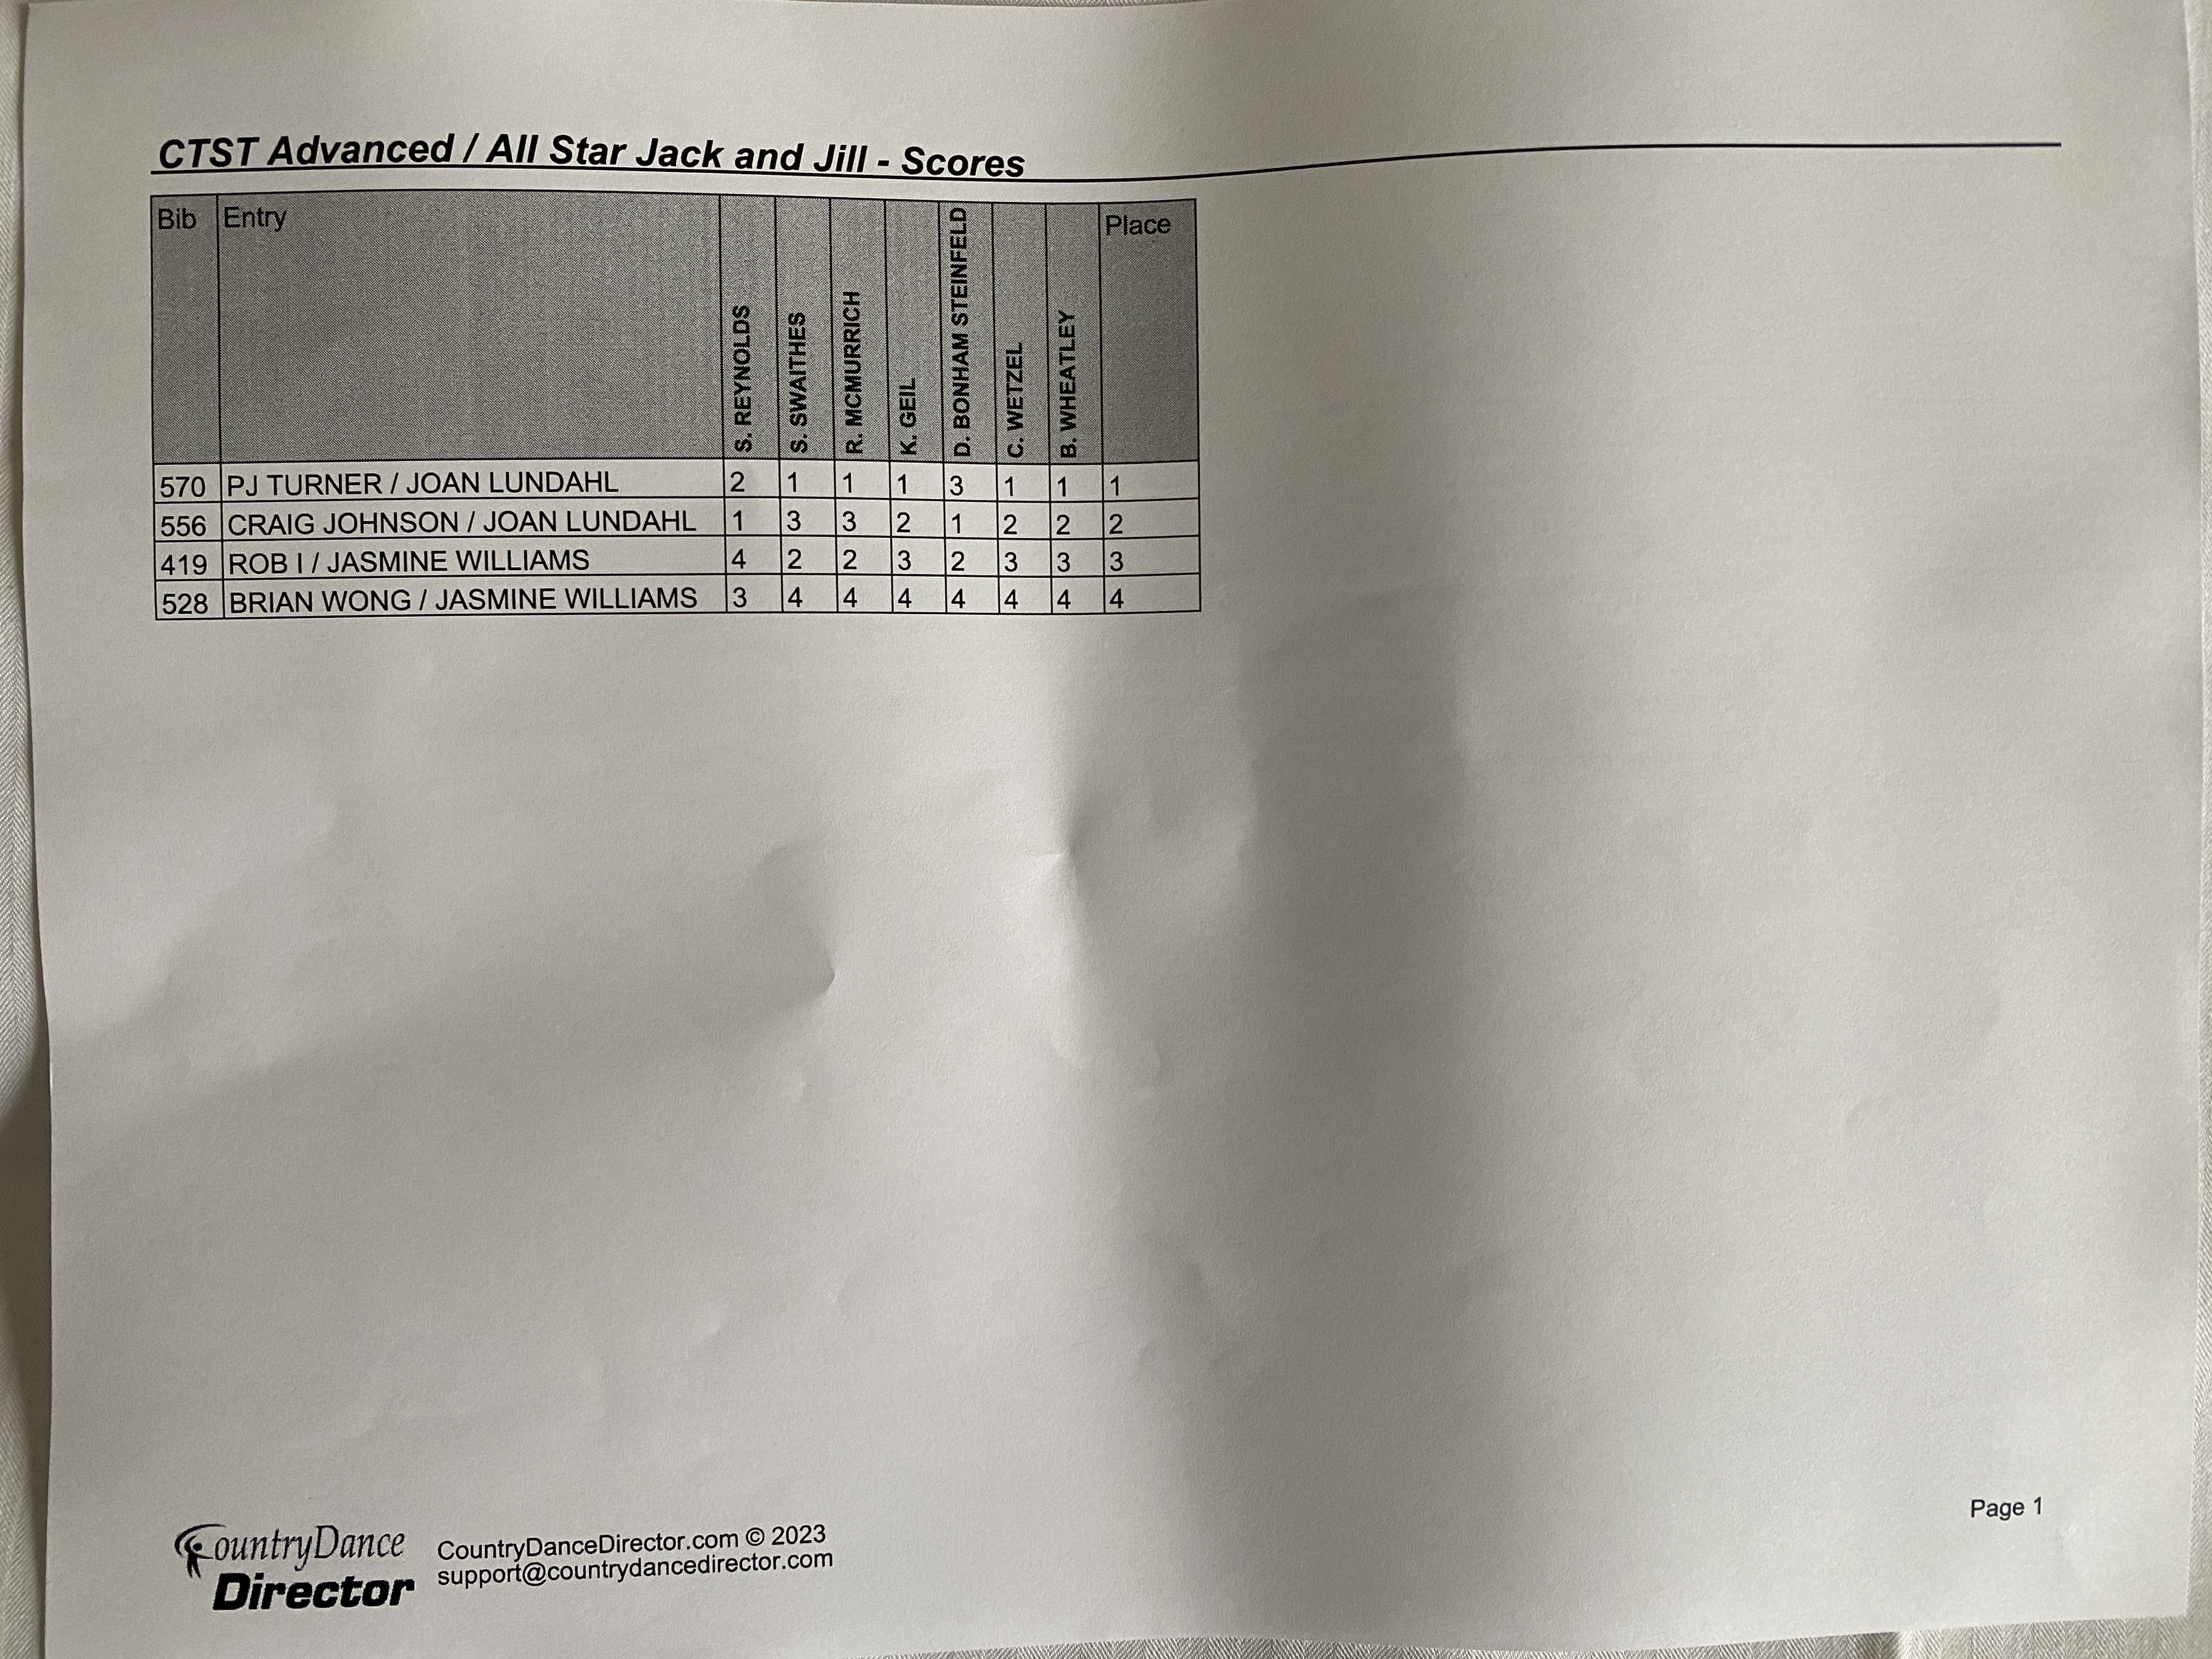 CTST Advanced / All Star Jack and Jill - Scores
Bib Entry S. REYNOLDS S. SWAITHES R. MCMURRICH K. GEIL D. BONHAM STEINFELD C. WETZEL B. WHEATLEY Place
570 PJ TURNER / JOAN LUNDAHL 2 1 1 1 3 1 1 1
556 CRAIG JOHNSON / JOAN LUNDAHL 1 3 3 2 1 2 2 2
419 ROB I / JASMINE WILLIAMS 4 2 2 3 2 3 3 3
528 BRIAN WONG / JASMINE WILLIAMS 3 4 4 4 4 4 4 4
CountryDance
Director
CountryDanceDirector.com © 2023
support@countrydancedirector.com
Page 1